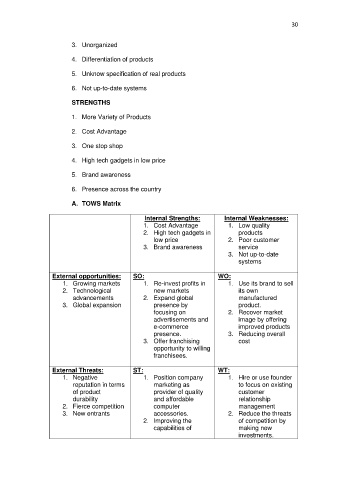 30
3. Unorganized
4. Differentiation of products
5. Unknow specification of real products
6. Not up-to-date systems
STRENGTHS
1. More Variety of Products
2. Cost Advantage
3. One stop shop
4. High tech gadgets in low price
5. Brand awareness
6. Presence across the country
A. TOWS Matrix
Internal Strengths:
1. Cost Advantage
2. High tech gadgets in
low price
3. Brand awareness
Internal Weaknesses:
1. Low quality
products
2. Poor customer
service
3. Not up-to-date
systems
External opportunities:
1. Growing markets
2. Technological
advancements
3. Global expansion
SO:
1. Re-invest profits in
new markets
2. Expand global
presence by
focusing on
advertisements and
e-commerce
presence.
3. Offer franchising
opportunity to willing
franchisees.
WO:
1. Use its brand to sell
its own
manufactured
product.
2. Recover market
Image by offering
improved products
3. Reducing overall
cost
External Threats:
1. Negative
reputation in terms
of product
durability
2. Fierce competition
3. New entrants
ST:
1. Position company
marketing as
provider of quality
and affordable
computer
accessories.
2. Improving the
capabilities of
WT:
1. Hire or use founder
to focus on existing
customer
relationship
management
2. Reduce the threats
of competition by
making new
investments.